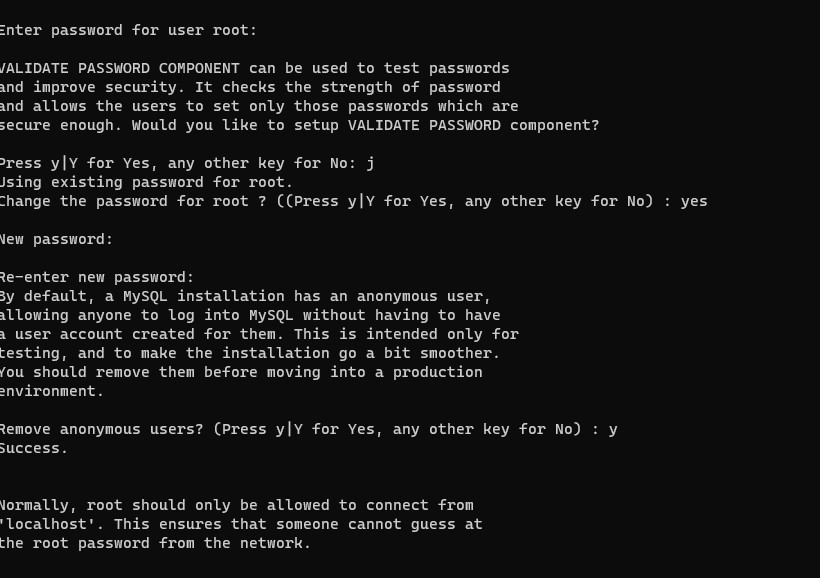 Enter password for user root:
VALIDATE PASSWORD COMPONENT can be used to test passwords
and improve security. It checks the strength of password
and allows the users to set only those passwords which are
secure enough. Would you like to setup VALIDATE PASSWORD component?
Press y|Y for Yes, any other key for No: j
Using existing password for root.
Change the password for root ? ((Press y|Y for Yes, any other key for No) : yes
New password:
Re-enter new password:
By default, a MySQL installation has an anonymous user,
allowing anyone to log into MySQL without having to have
a user account created for them. This is intended only for
testing, and to make the installation go a bit smoother.
You should remove them before moving into a production
environment.
Remove anonymous users? (Press y|Y for Yes, any other key for No) : y
Success.
Normally, root should only be allowed to connect from
'localhost'. This ensures that someone cannot guess at
the root password from the network.